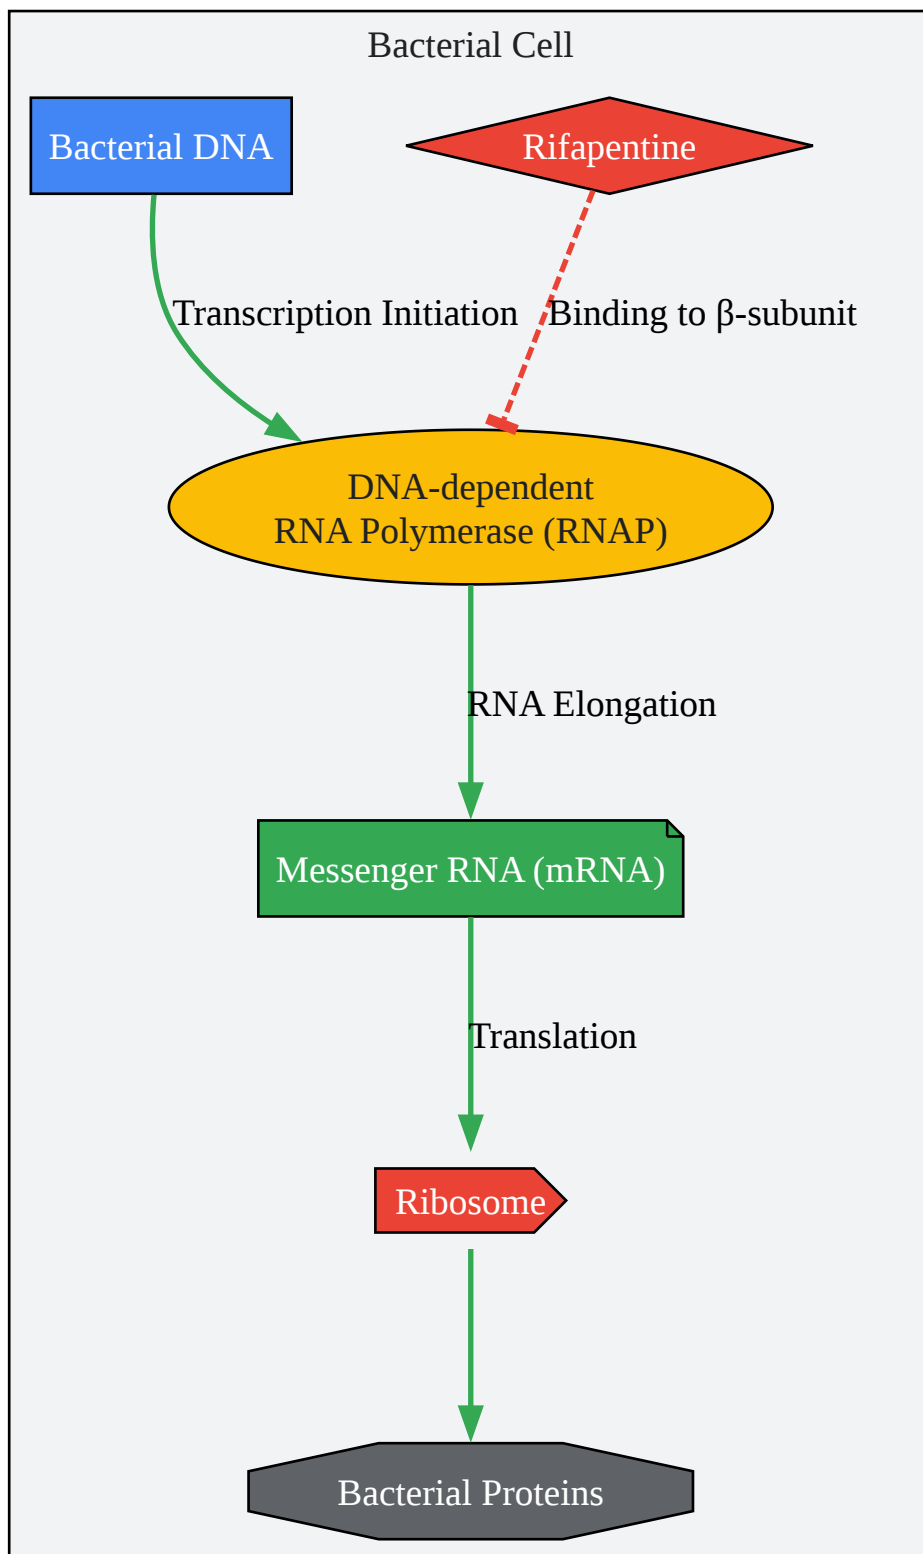 Bacterial Cell
Bacterial DNA
Rifapentine
Transcription Initiation
Binding to β-subunit
DNA-dependent
RNA Polymerase (RNAP)
RNA Elongation
Messenger RNA (mRNA)
Translation
Ribosome
Bacterial Proteins